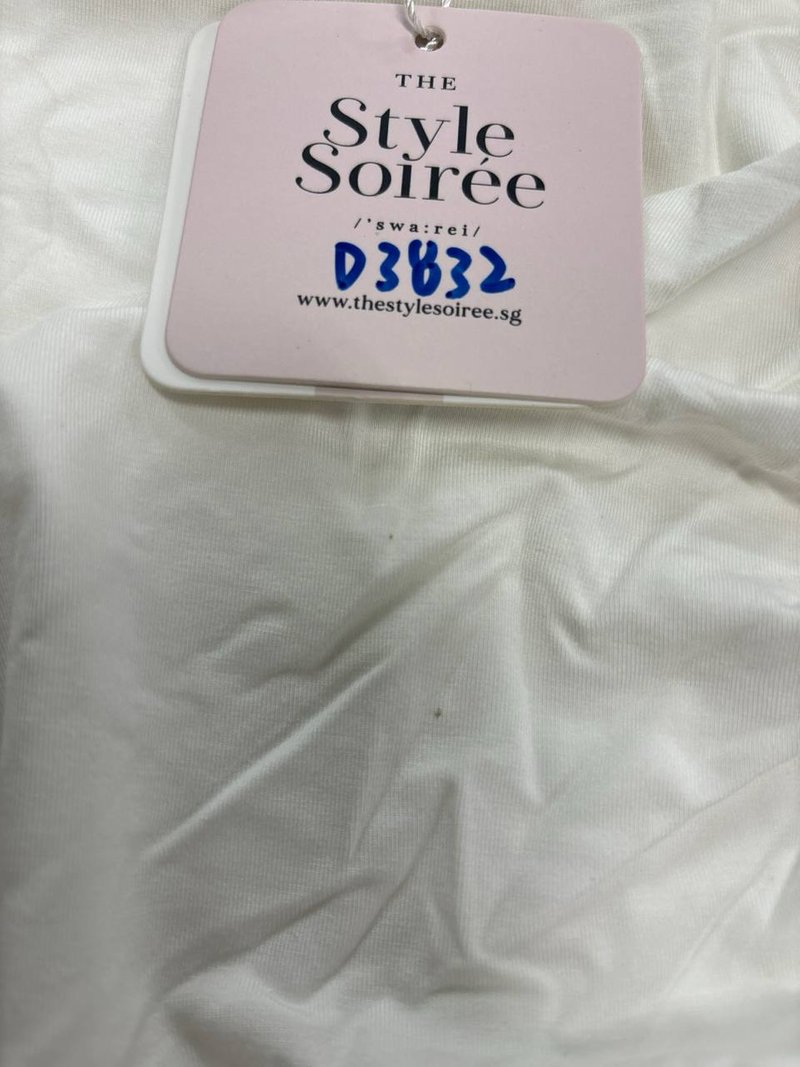 THE
Style
Soirée
/'swa:rei/
D3832
www.thestylesoiree.sg